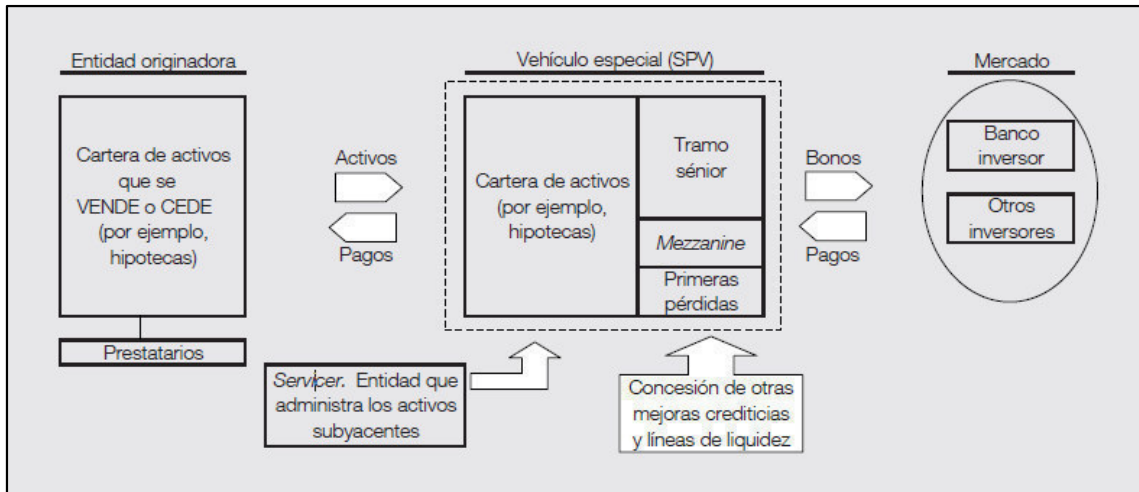 Entidad originadora
Cartera de activos
que se
VENDE o CEDE
(por ejemplo,
hipotecas)
Prestatarios
Activos
Pagos
Vehículo especial (SPV)
Cartera de activos
(por ejemplo,
hipotecas)
Tramo
sénior
Mezzanine
Primeras
pérdidas
Bonos
Pagos
Mercado
Banco
inversor
Otros
inversores
Servicer. Entidad que
administra los activos
subyacentes
Concesión de otras
mejoras crediticias
y líneas de liquidez